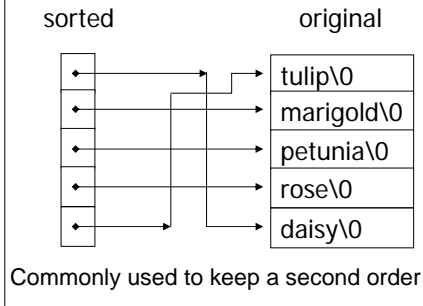 sorted original
tulip\0
marigold\0
petunia\0
rose\0
daisy\0
Commonly used to keep a second order